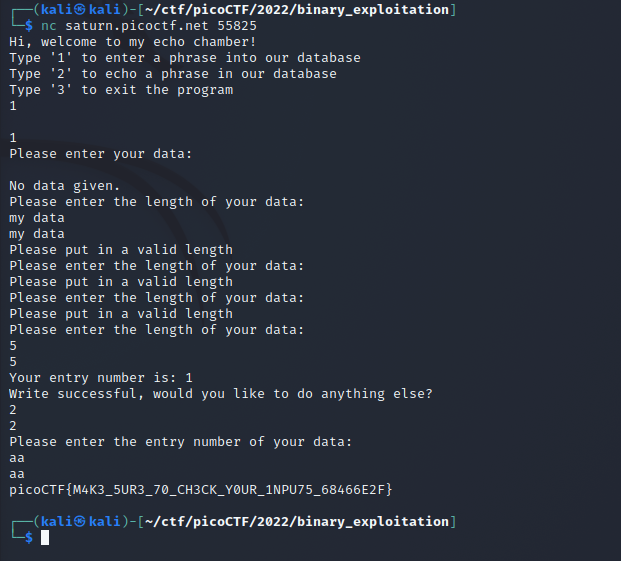 ┌──(kali㉿kali)-[~/ctf/picoCTF/2022/binary_exploitation]
└─$ nc saturn.picoctf.net 55825
Hi, welcome to my echo chamber!
Type '1' to enter a phrase into our database
Type '2' to echo a phrase in our database
Type '3' to exit the program
1
1
Please enter your data:
No data given.
Please enter the length of your data:
my data
my data
Please put in a valid length
Please enter the length of your data:
Please put in a valid length
Please enter the length of your data:
Please put in a valid length
Please enter the length of your data:
5
5
Your entry number is: 1
Write successful, would you like to do anything else?
2
2
Please enter the entry number of your data:
aa
aa
picoCTF{M4K3_5UR3_70_CH3CK_Y0UR_1NPU75_68466E2F}
┌──(kali㉿kali)-[~/ctf/picoCTF/2022/binary_exploitation]
└─$